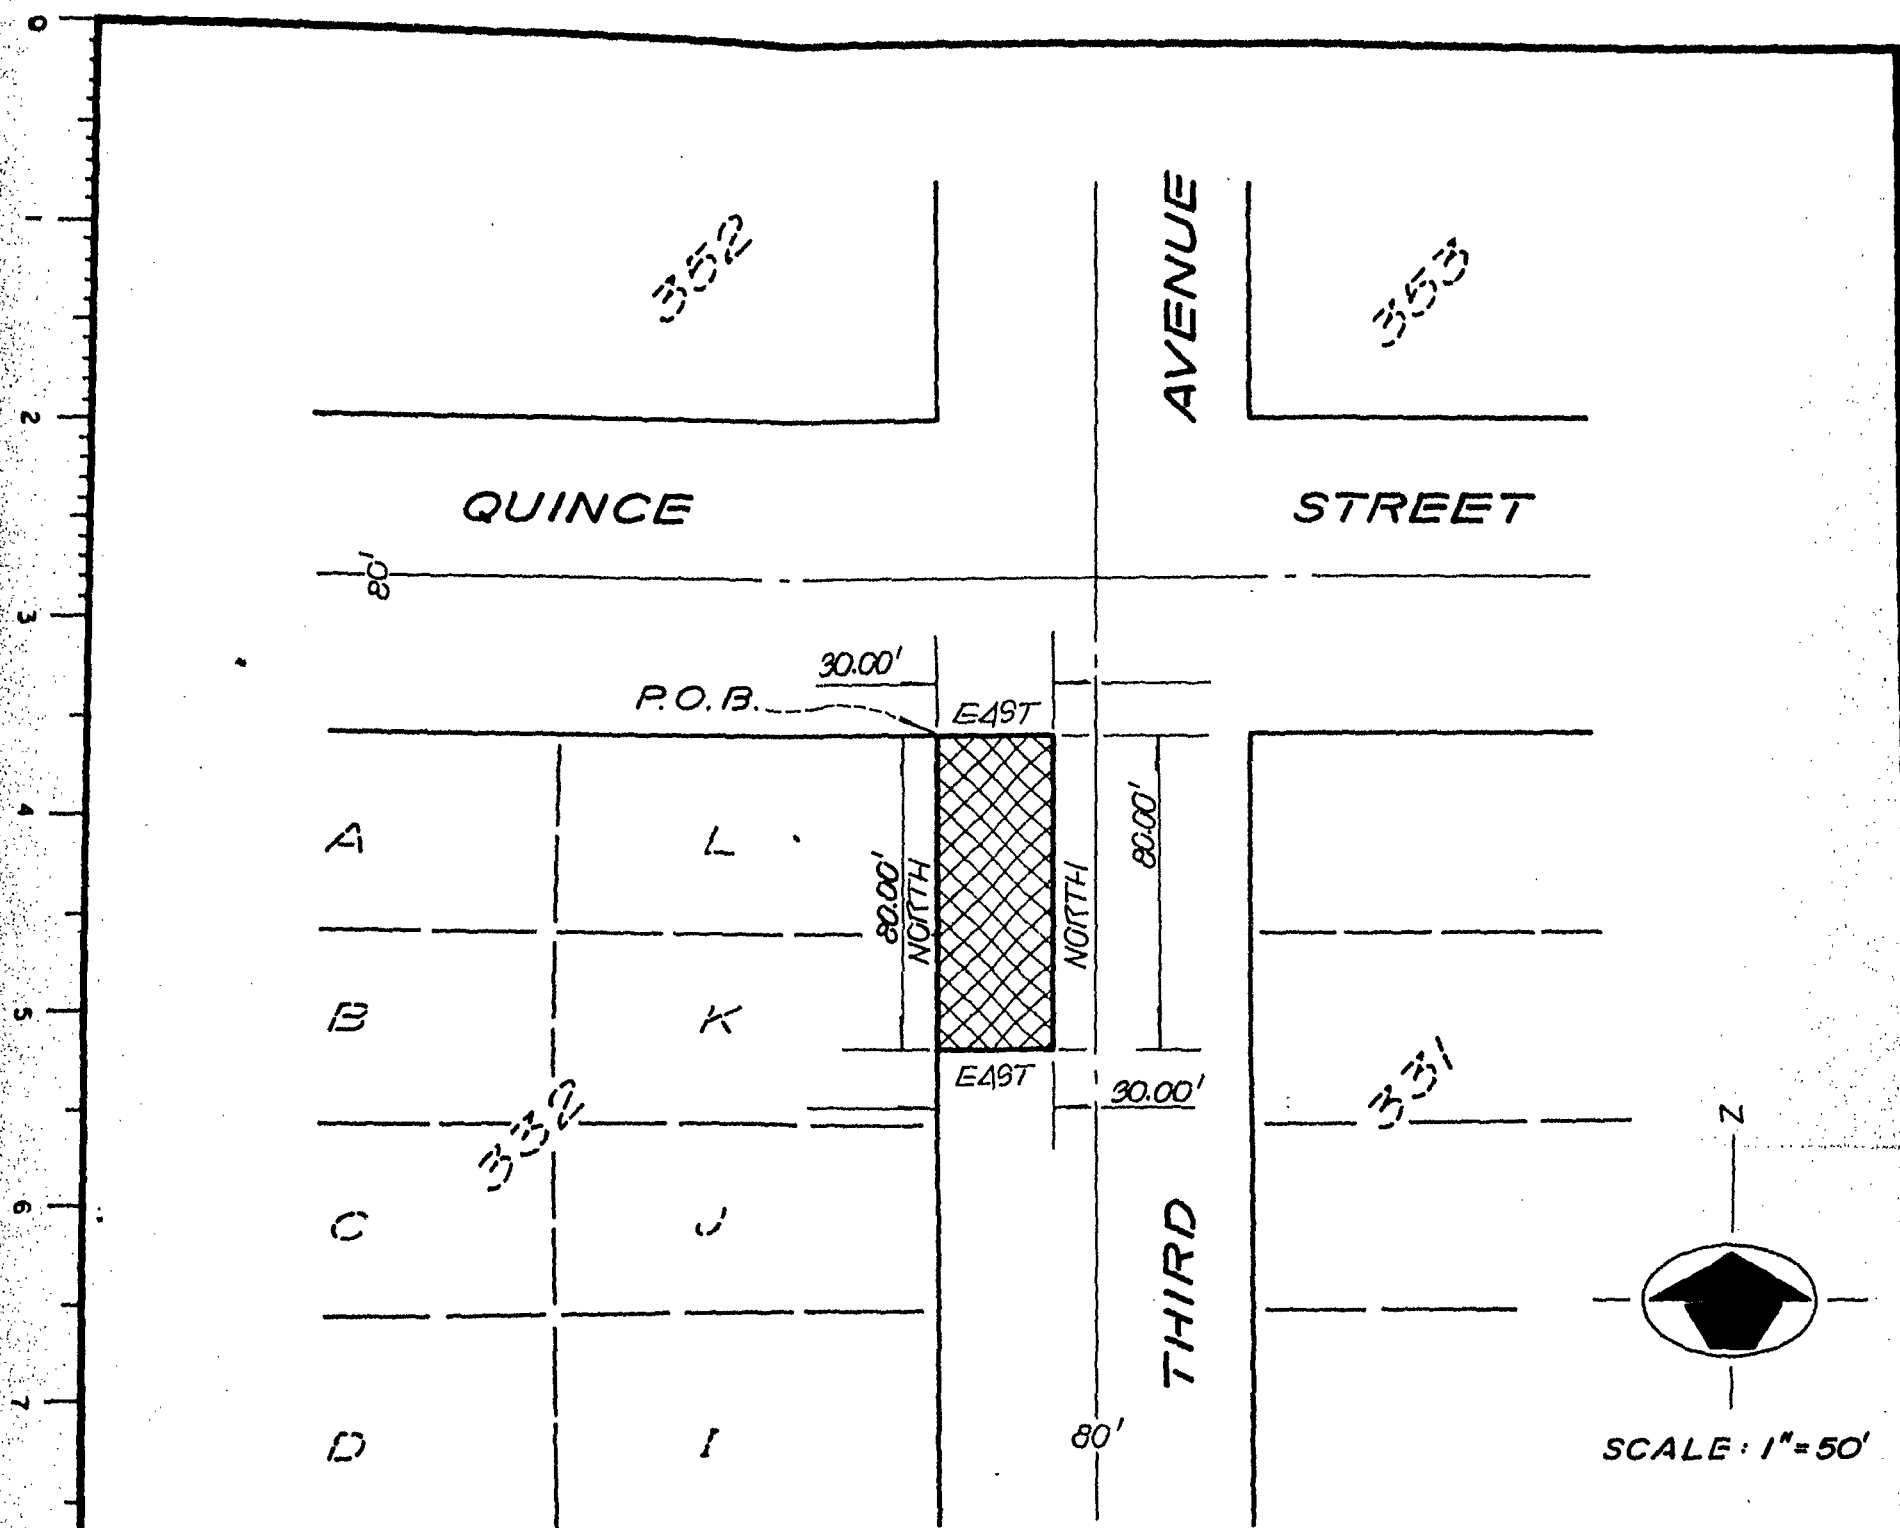 0
1
2
3
4
5
6
7
352
353
AVENUE
QUINCE STREET
80'
30.00'
P.O.B.
EAST
A
L
80.00'
NORTH
NORTH
80.00'
B
K
EAST
30.00'
332
331
C
J
THIRD
N
80'
D
I
SCALE: 1"=50'